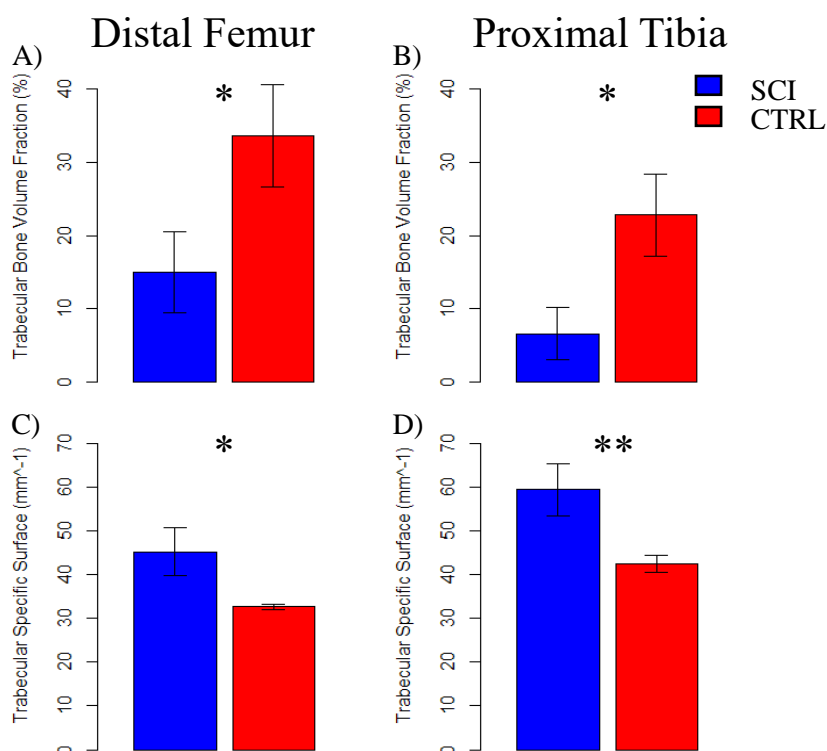 Distal Femur
Proximal Tibia
A)
Trabecular Bone Volume Fraction (%)
40
30
20
10
0
*
B)
Trabecular Bone Volume Fraction (%)
40
30
20
10
0
*
SCI
CTRL
C)
Trabecular Specific Surface (mm^-1)
70
60
50
40
30
20
10
0
*
D)
Trabecular Specific Surface (mm^-1)
70
60
50
40
30
20
10
0
**